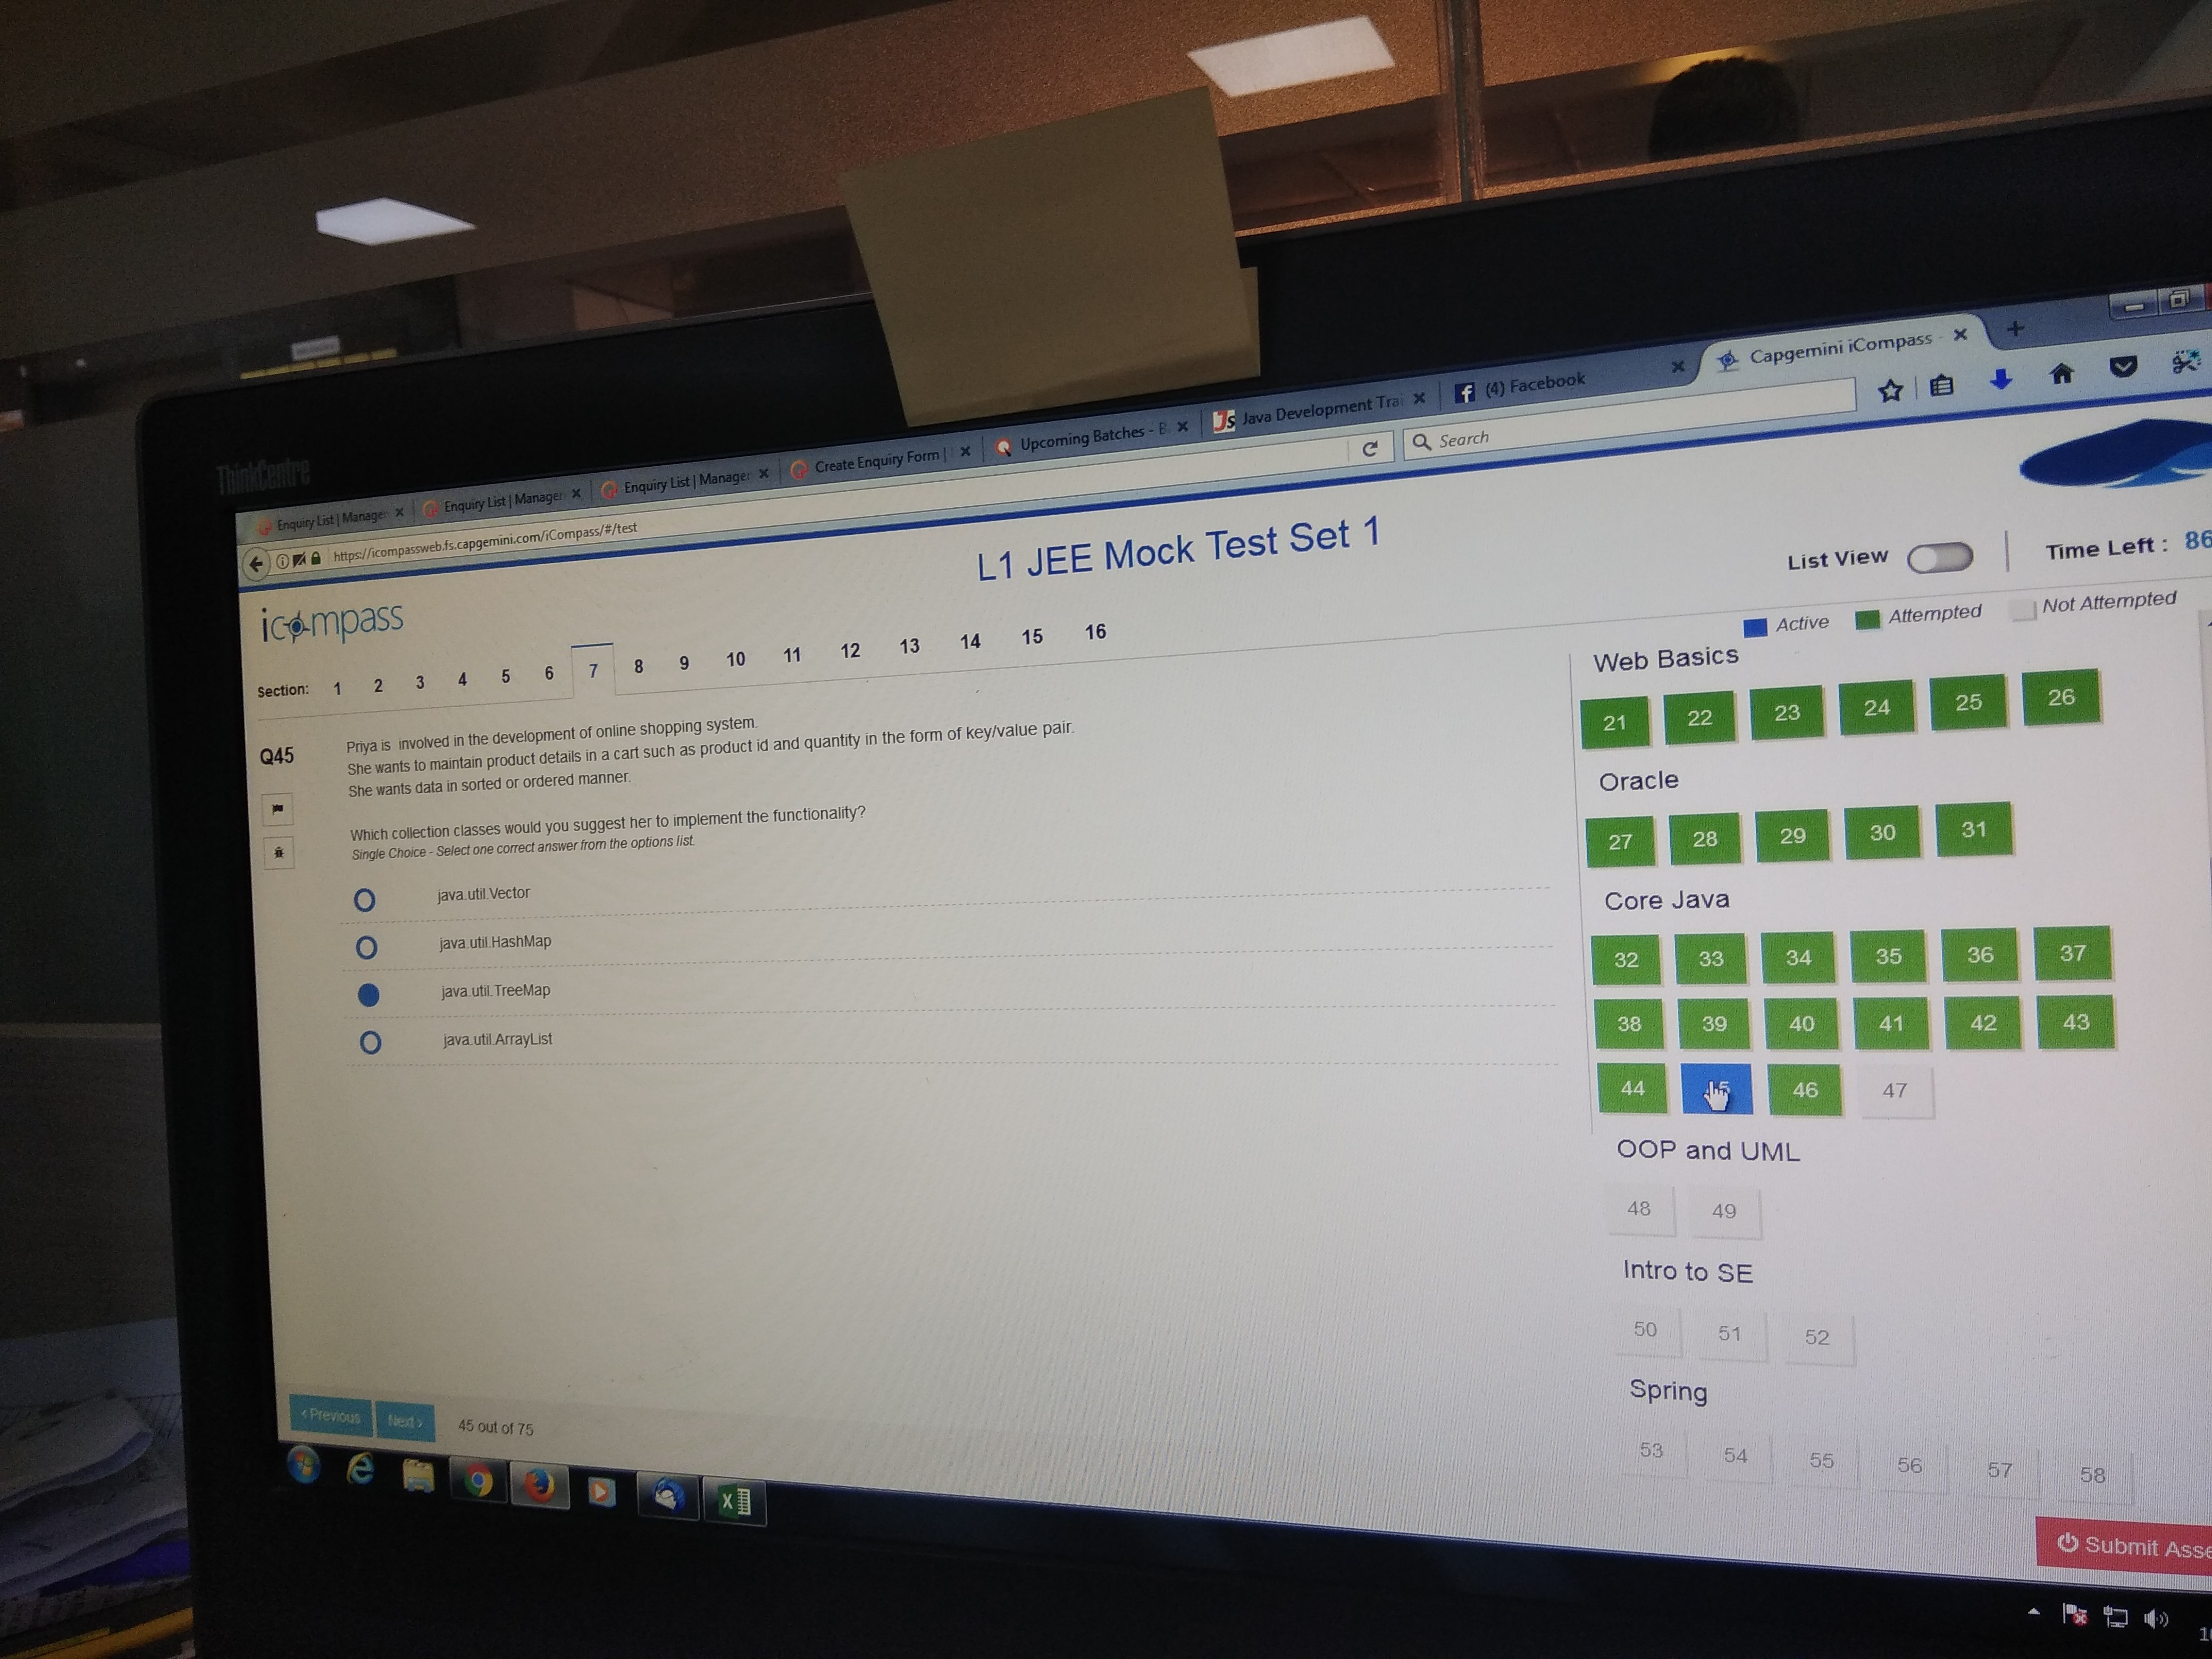 ThinkCentre
Enquiry List | Manager
Enquiry List | Manager
Enquiry List | Manager
Create Enquiry Form |
Upcoming Batches - B
Java Development Trai
(4) Facebook
Capgemini iCompass
https://icompassweb.fs.capgemini.com/iCompass/#/test
Search
icompass
L1 JEE Mock Test Set 1
List View
Time Left : 86
Active
Attempted
Not Attempted
Section: 1 2 3 4 5 6 7 8 9 10 11 12 13 14 15 16
Q45
Priya is involved in the development of online shopping system.
She wants to maintain product details in a cart such as product id and quantity in the form of key/value pair.
She wants data in sorted or ordered manner.
Which collection classes would you suggest her to implement the functionality?
Single Choice - Select one correct answer from the options list.
java.util.Vector
java.util.HashMap
java.util.TreeMap
java.util.ArrayList
‹ Previous
Next ›
45 out of 75
Web Basics
21 22 23 24 25 26
Oracle
27 28 29 30 31
Core Java
32 33 34 35 36 37
38 39 40 41 42 43
44 46 47
OOP and UML
48 49
Intro to SE
50 51 52
Spring
53 54 55 56 57 58
Submit Asse